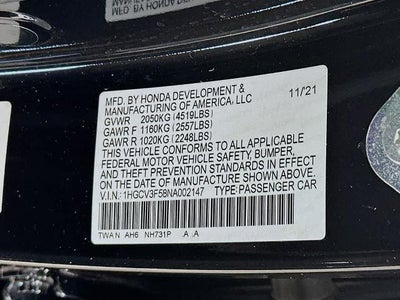 MFD. BY HONDA DEVELOPMENT &
MANUFACTURING OF AMERICA, LLC 11/21
GVWR 2050KG (4519LBS)
GAWR F 1160KG (2557LBS)
GAWR R 1020KG (2248LBS)
THIS VEHICLE CONFORMS TO ALL APPLICABLE
FEDERAL MOTOR VEHICLE SAFETY, BUMPER,
AND THEFT PREVENTION STANDARDS IN EFFECT
ON THE DATE OF MANUFACTURE SHOWN ABOVE.
V.I.N.: 1HGCV3F58NA002147 TYPE: PASSENGER CAR
TWA N AH6 NH731P A .A